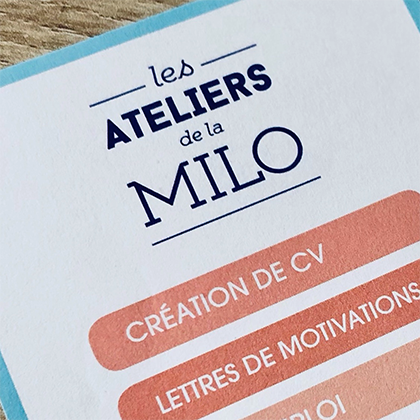 les
ATELIERS
de la
MILO
CRÉATION DE CV
LETTRES DE MOTIVATIONS